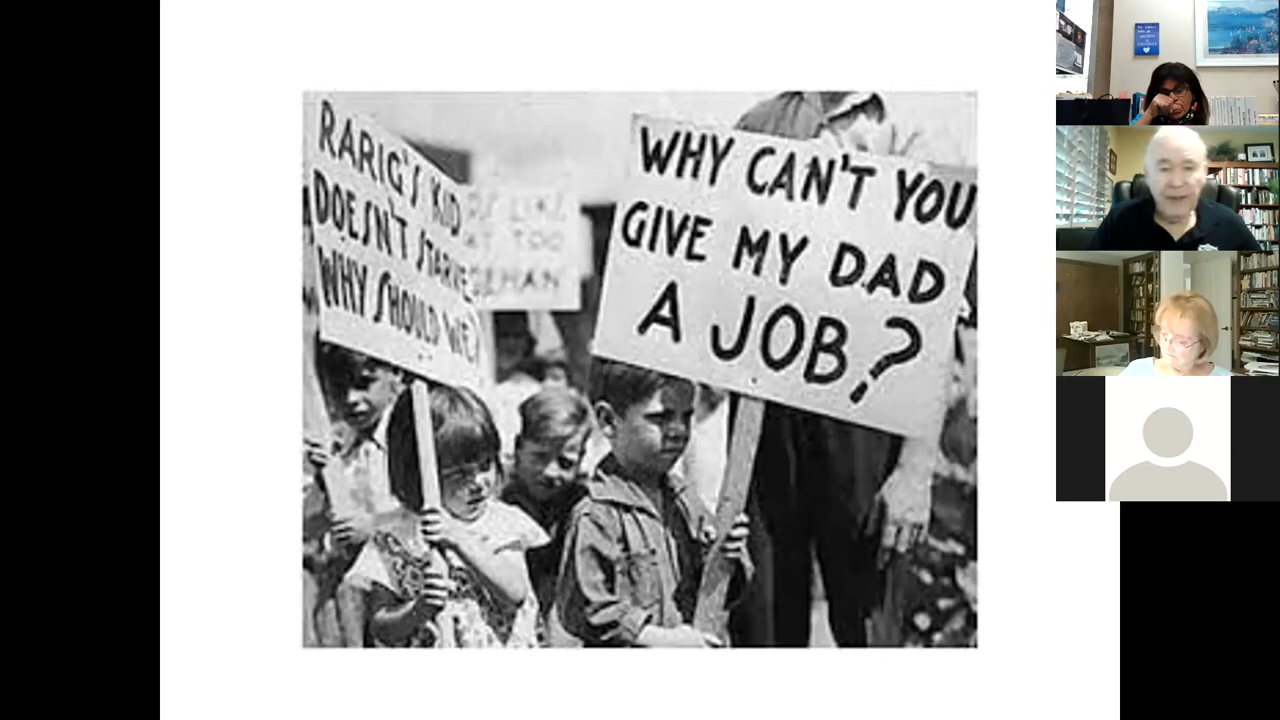 RARIG'S KID
DOESN'T STARVE
WHY SHOULD WE?
WHY CAN'T YOU
GIVE MY DAD
A JOB?